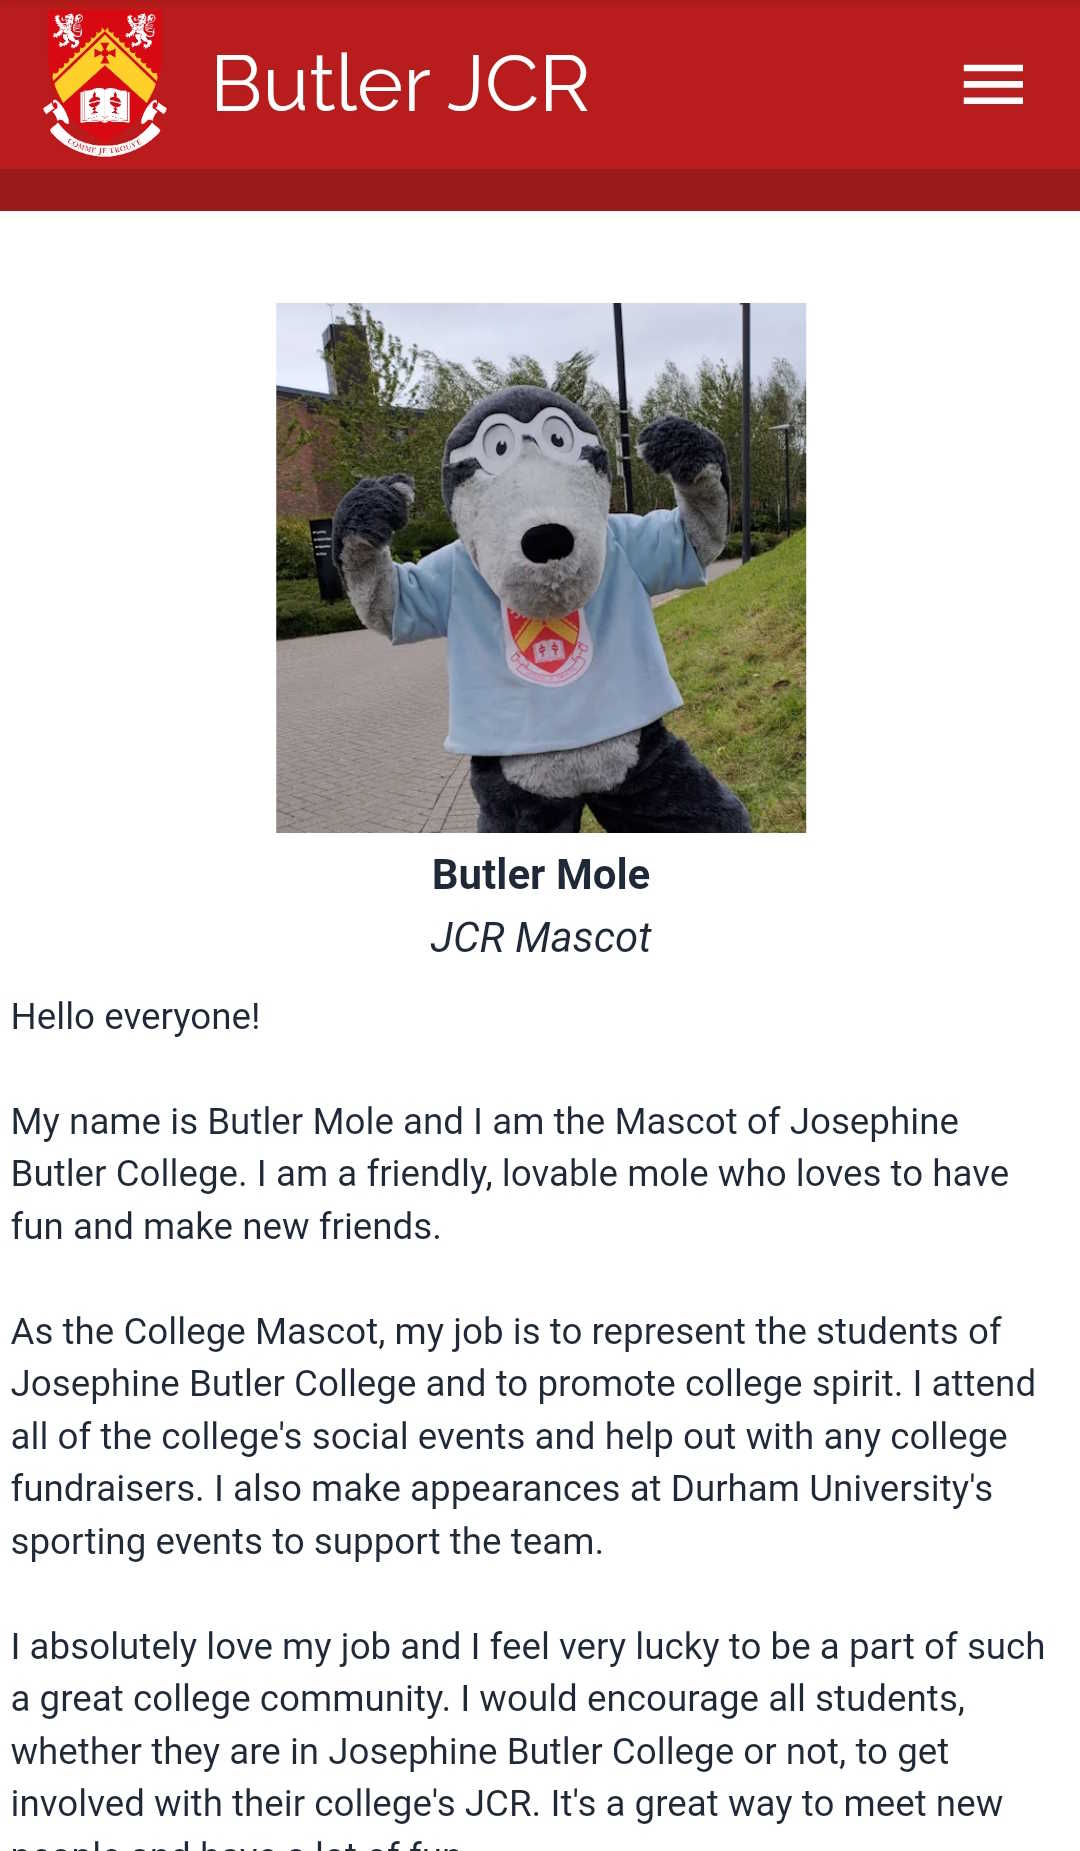 COMME JE TROUVE
Butler JCR
Butler Mole
JCR Mascot
Hello everyone!
My name is Butler Mole and I am the Mascot of Josephine
Butler College. I am a friendly, lovable mole who loves to have
fun and make new friends.
As the College Mascot, my job is to represent the students of
Josephine Butler College and to promote college spirit. I attend
all of the college's social events and help out with any college
fundraisers. I also make appearances at Durham University's
sporting events to support the team.
I absolutely love my job and I feel very lucky to be a part of such
a great college community. I would encourage all students,
whether they are in Josephine Butler College or not, to get
involved with their college's JCR. It's a great way to meet new
people and have a lot of fun